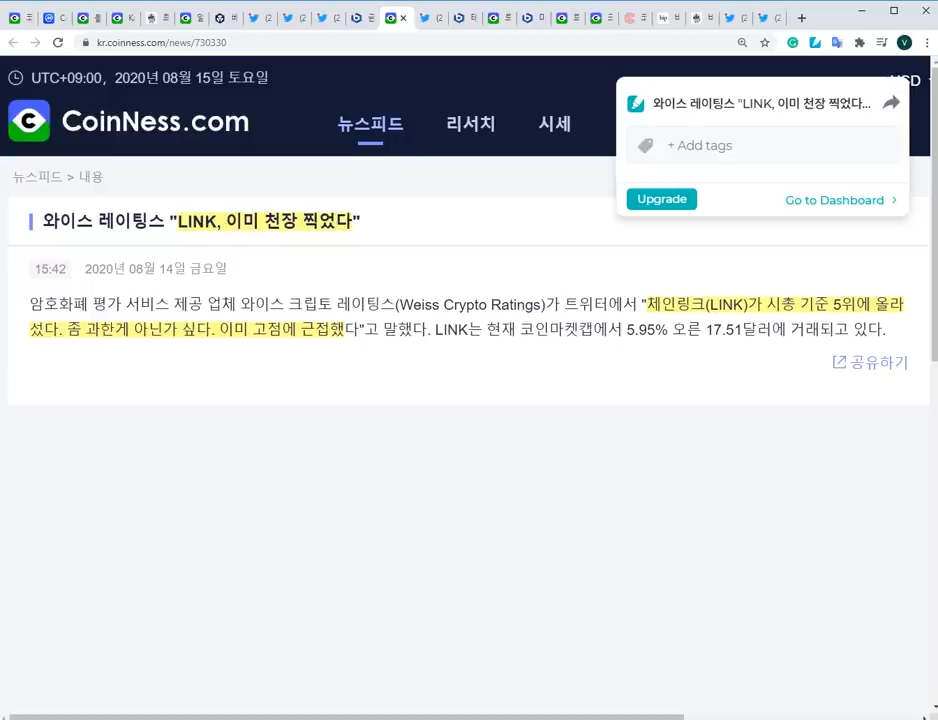 kr.coinness.com/news/730330
UTC+09:00, 2020년 08월 15일 토요일
SD
와이스 레이팅스 "LINK, 이미 천장 찍었다...
CoinNess.com
뉴스피드
리서치
시세
+ Add tags
뉴스피드 > 내용
Upgrade
Go to Dashboard >
와이스 레이팅스 "LINK, 이미 천장 찍었다"
15:42 2020년 08월 14일 금요일
암호화폐 평가 서비스 제공 업체 와이스 크립토 레이팅스(Weiss Crypto Ratings)가 트위터에서 "체인링크(LINK)가 시총 기준 5위에 올라
섰다. 좀 과한게 아닌가 싶다. 이미 고점에 근접했다"고 말했다. LINK는 현재 코인마켓캡에서 5.95% 오른 17.51달러에 거래되고 있다.
공유하기